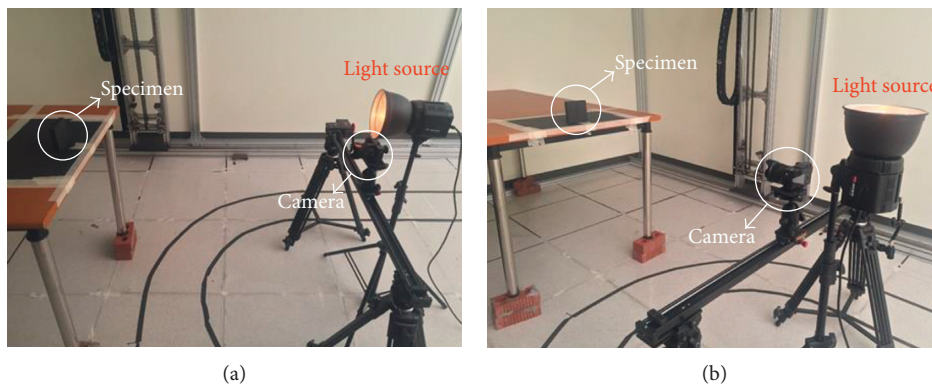 Specimen
Light source
Camera
(a)
Specimen
Light source
Camera
(b)